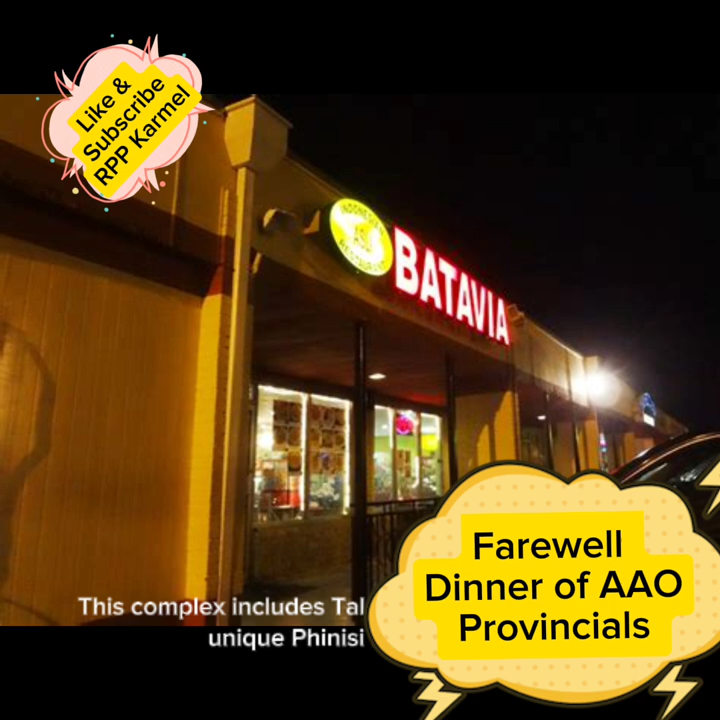 Like &
Subscribe
RPP Karmel
INDONESIAN
RESTAURANT
BATAVIA
Farewell
Dinner of AAO
Provincials
This complex includes Tal
unique Phinisi